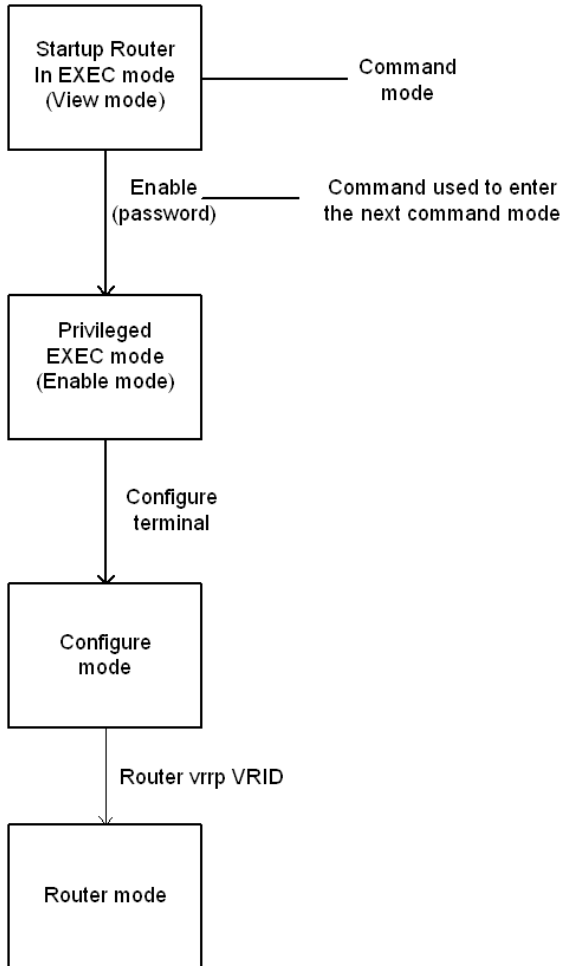 Startup Router
In EXEC mode
(View mode)
Command
mode
Enable
(password)
Command used to enter
the next command mode
Privileged
EXEC mode
(Enable mode)
Configure
terminal
Configure
mode
Router vrrp VRID
Router mode